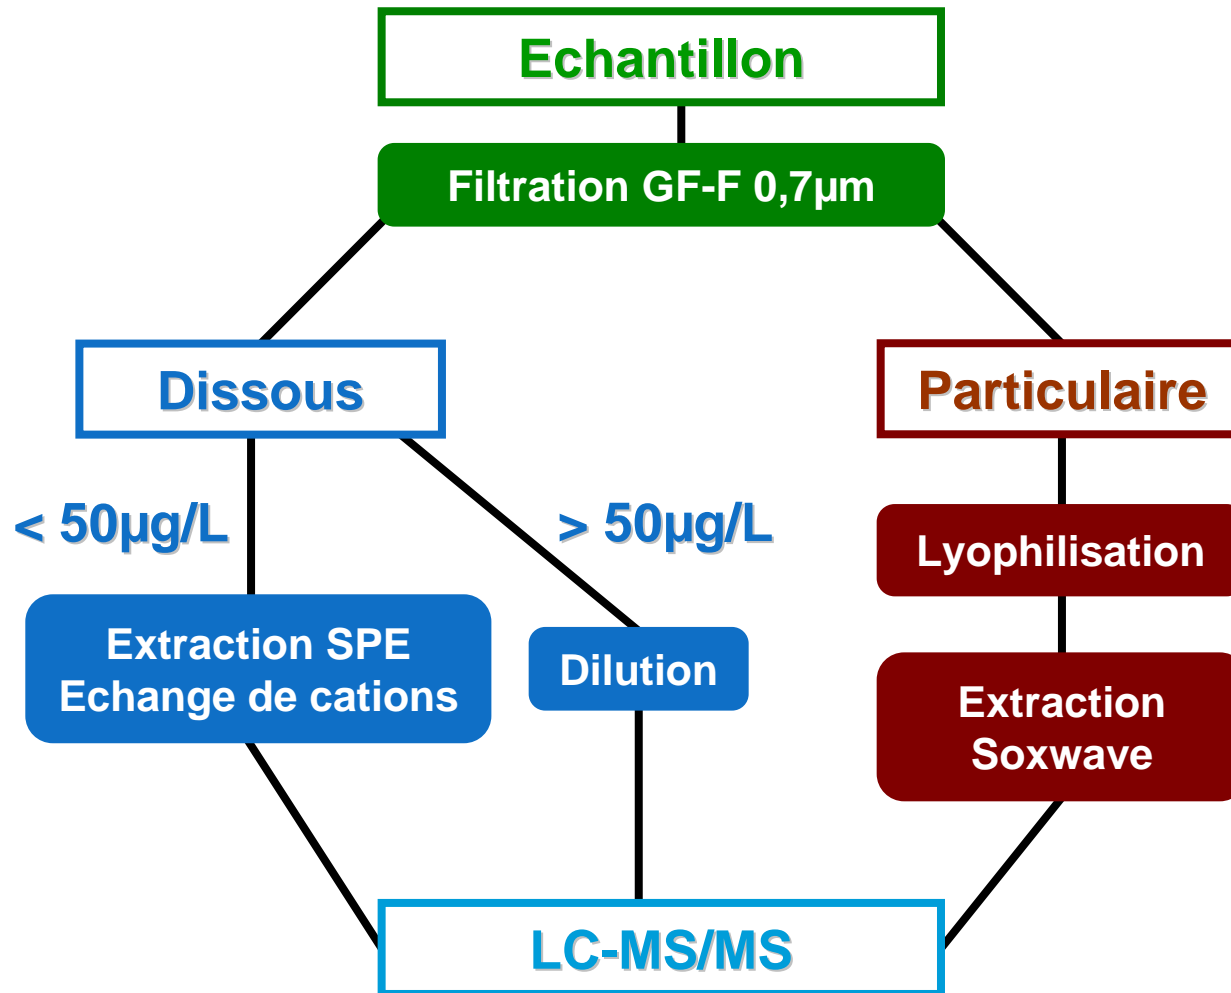 Echantillon
Filtration GF-F 0,7µm
Dissous
Particulaire
< 50µg/L
> 50µg/L
Lyophilisation
Extraction SPE
Echange de cations
Dilution
Extraction
Soxwave
LC-MS/MS